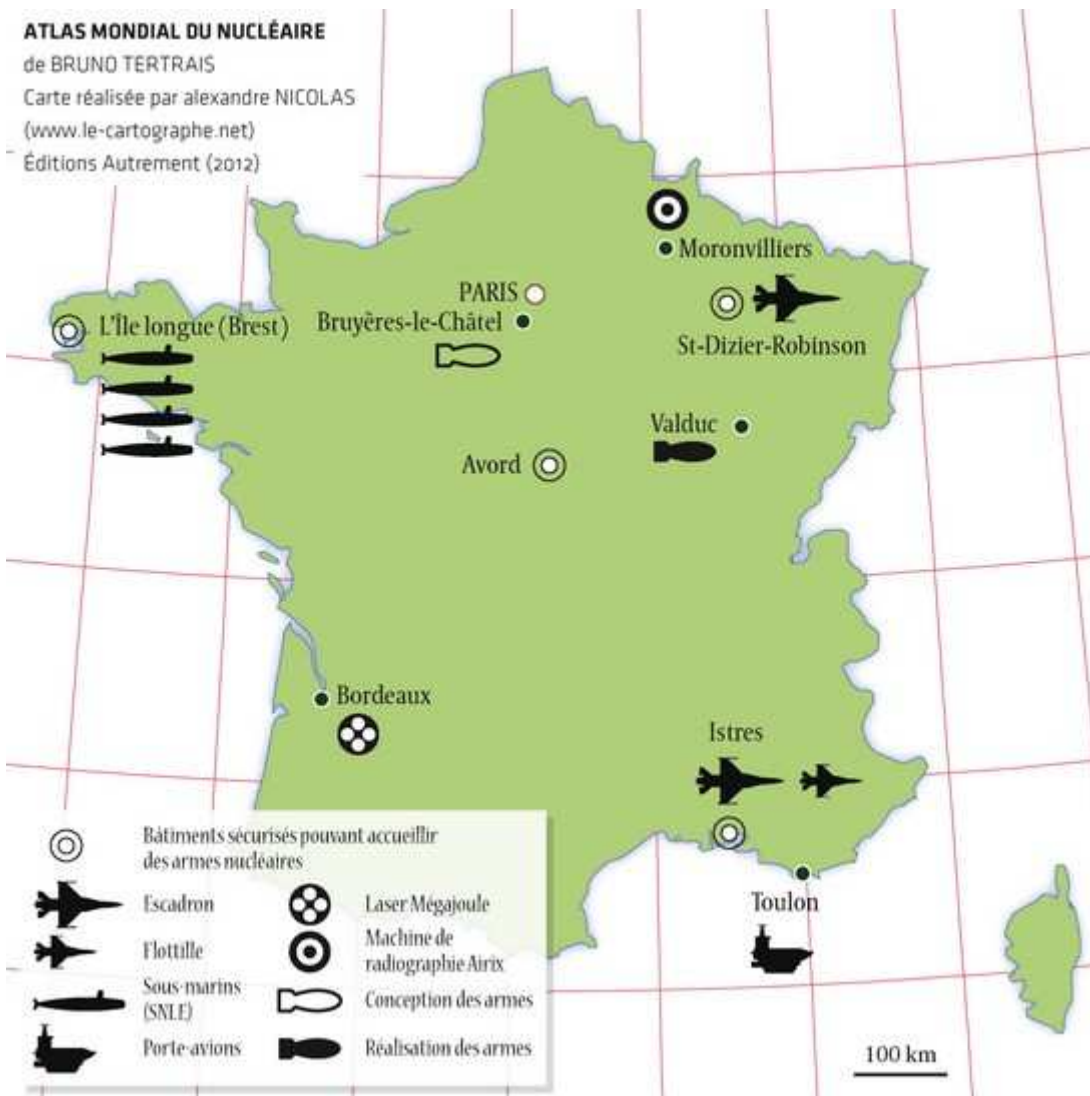 ATLAS MONDIAL DU NUCLÉAIRE
de BRUNO TERTRAIS
Carte réalisée par alexandre NICOLAS
(www.le-cartographe.net)
Éditions Autrement (2012)
Moronvilliers
PARIS
L'Île longue (Brest)
Bruyères-le-Châtel
St-Dizier-Robinson
Valduc
Avord
Bordeaux
Istres
Toulon
Bâtiments sécurisés pouvant accueillir
des armes nucléaires
Escadron
Flottille
Sous-marins
(SNLE)
Porte-avions
Laser Mégajoule
Machine de
radiographie Airix
Conception des armes
Réalisation des armes
100 km